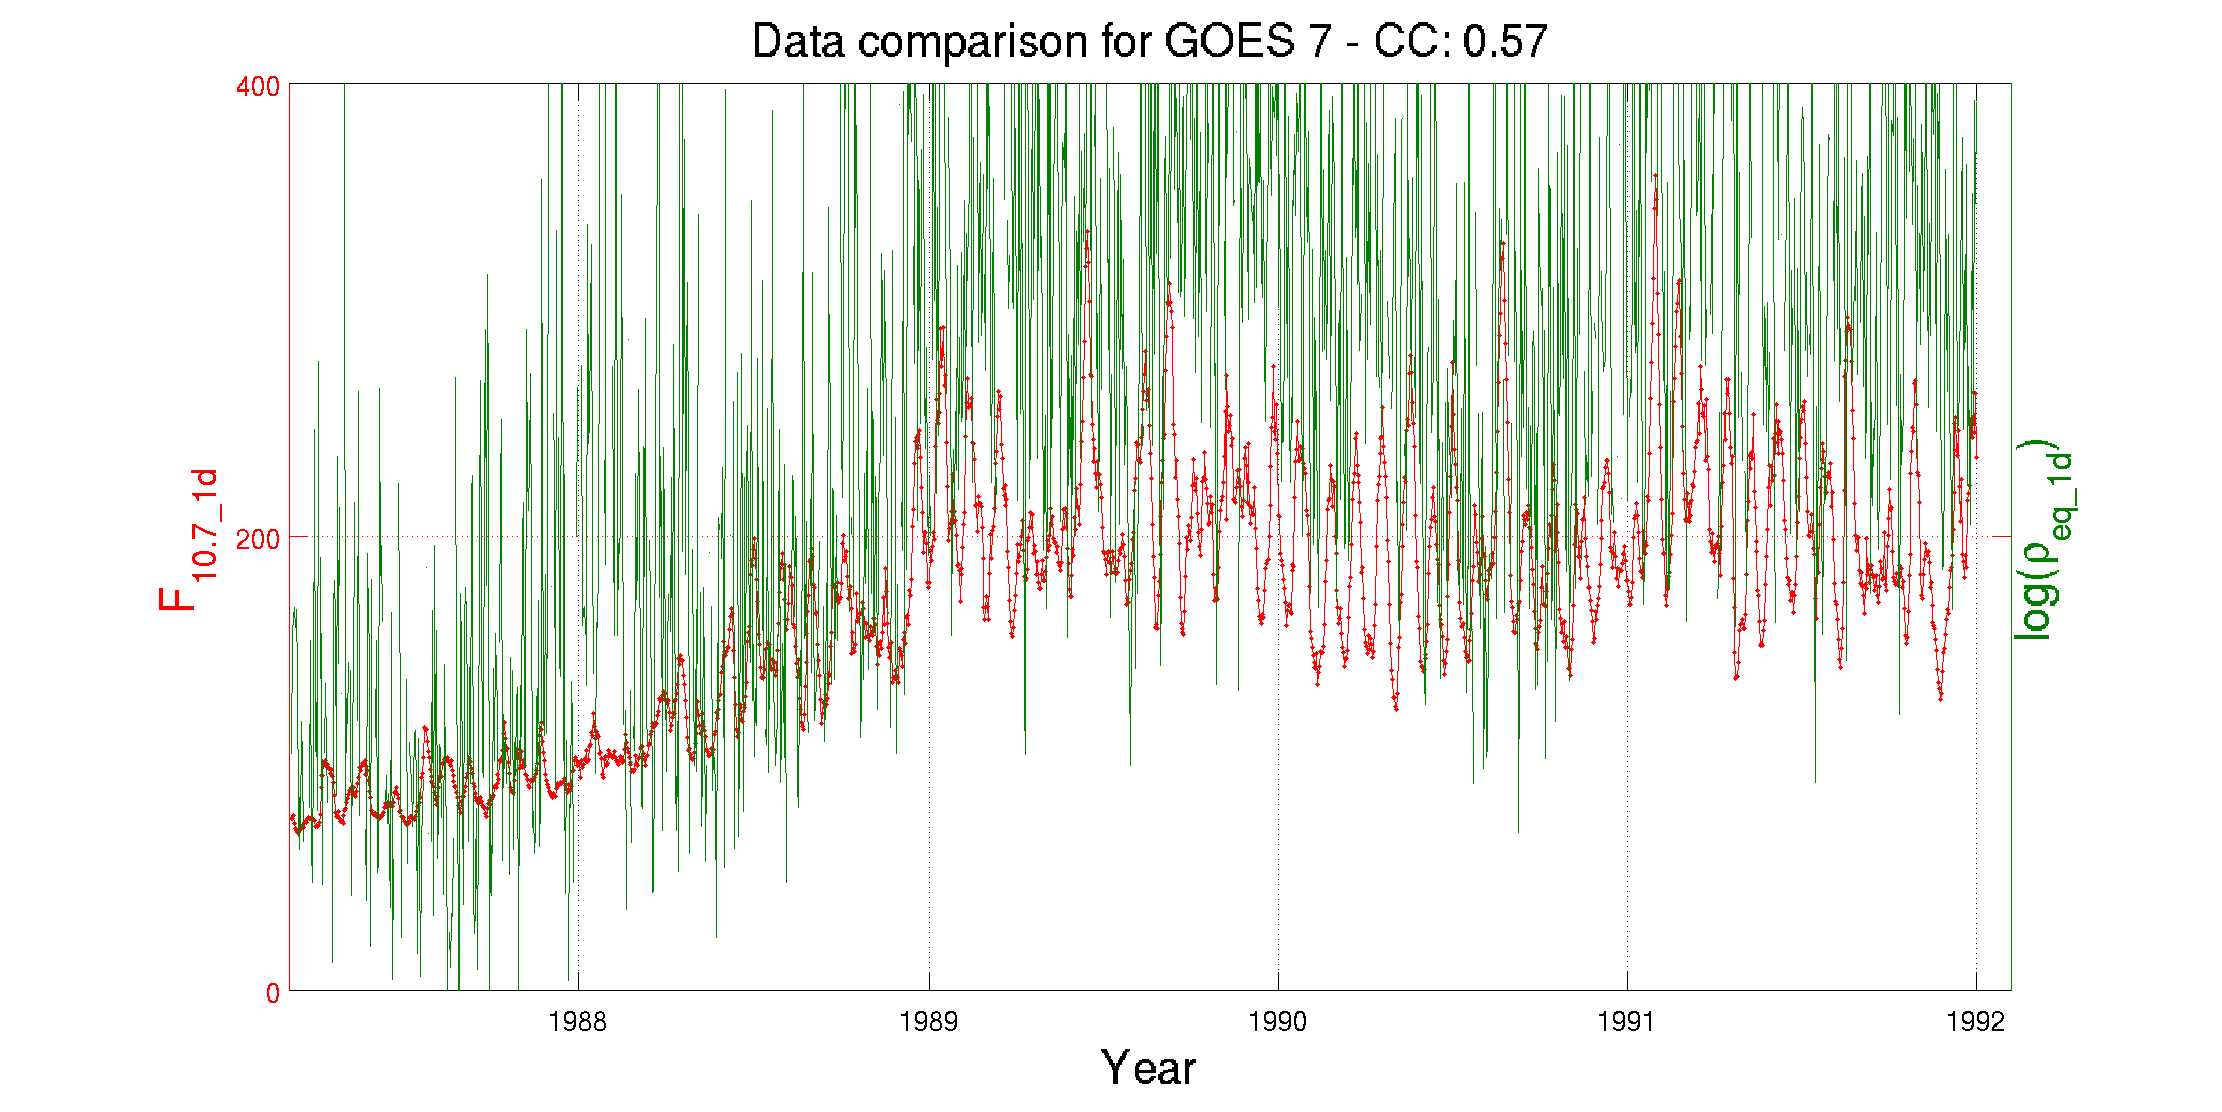 Data comparison for GOES 7 - CC: 0.57
400
200
0
F10.7_1d
log(ρeq_1d)
1988 1989 1990 1991 1992
Year